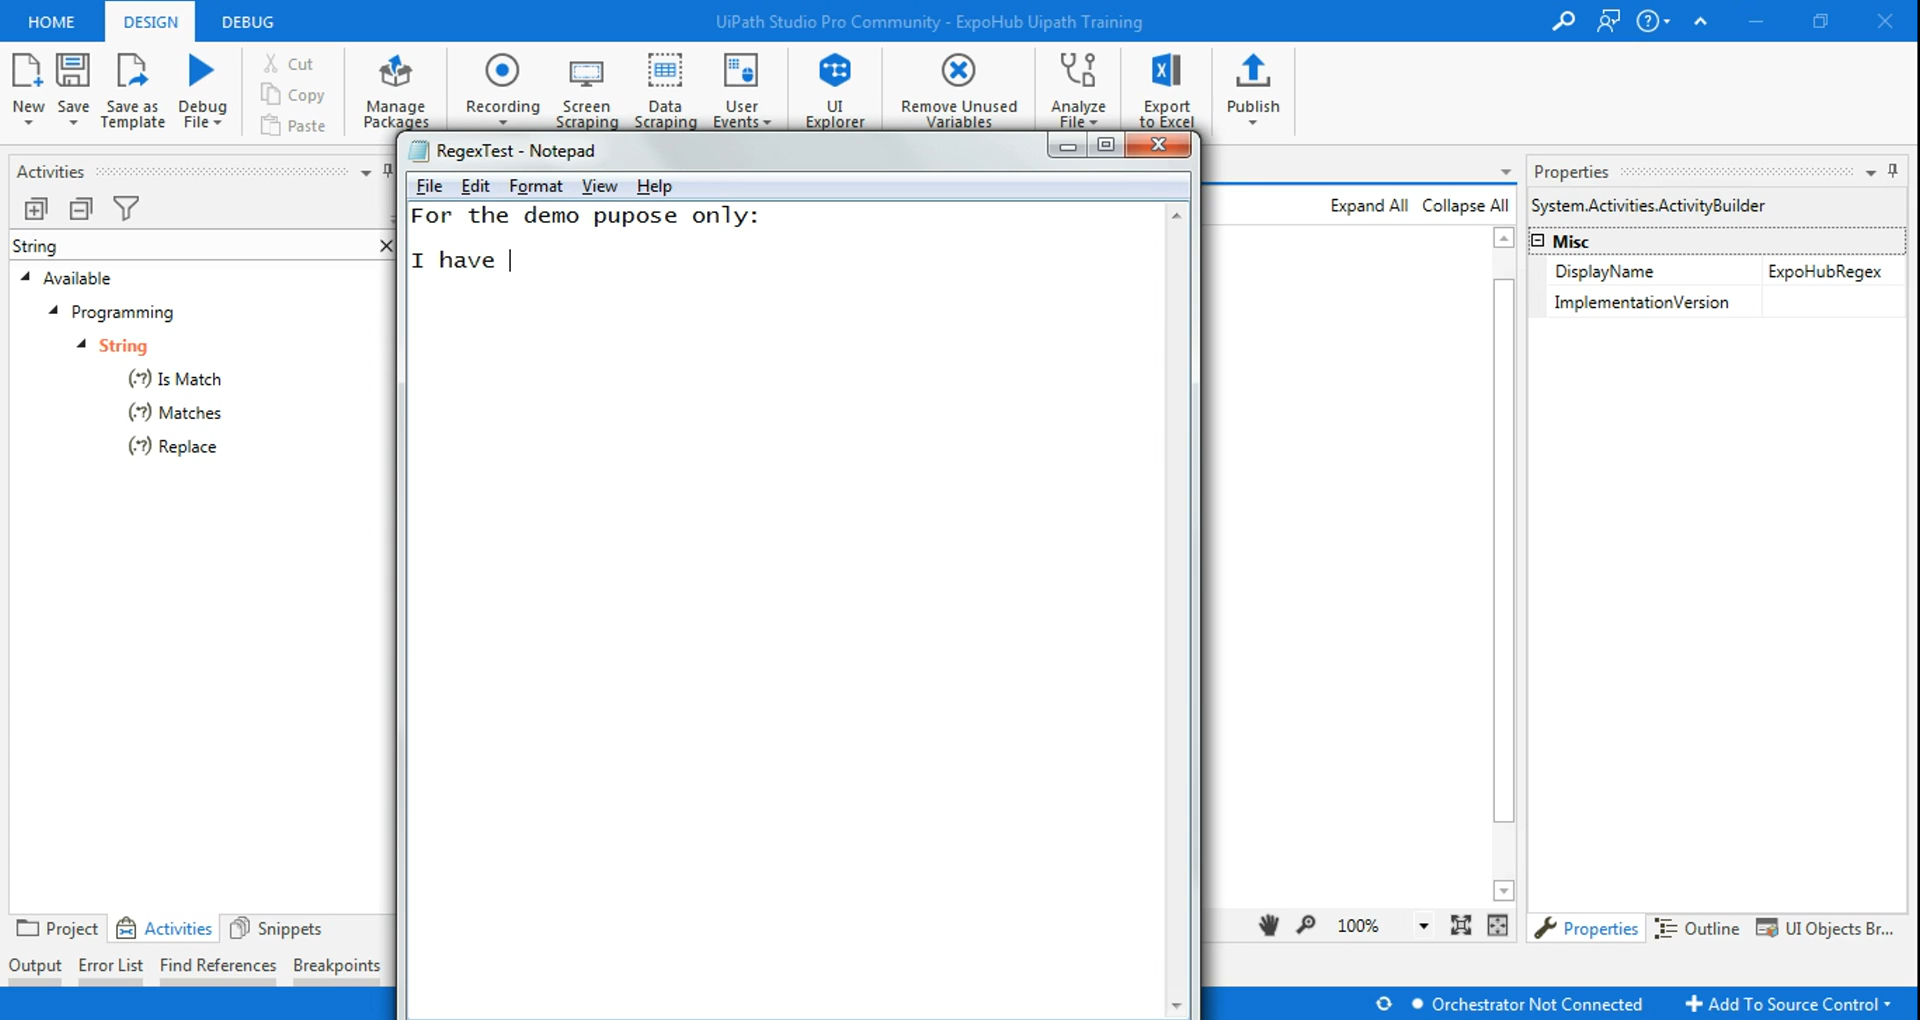 HOME DESIGN DEBUG UiPath Studio Pro Community - ExpoHub Uipath Training
New Save Save as Template Debug File Cut Copy Paste Manage Packages Recording Screen Scraping Data Scraping User Events UI Explorer Remove Unused Variables Analyze File Export to Excel Publish
Activities
String
Available
Programming
String
(.*?) Is Match
(.*?) Matches
(.*?) Replace
Project Activities Snippets
Output Error List Find References Breakpoints
RegexTest - Notepad
File Edit Format View Help
For the demo pupose only:
I have
Expand All Collapse All
100%
Properties
System.Activities.ActivityBuilder
Misc
DisplayName ExpoHubRegex
ImplementationVersion
Properties Outline UI Objects Br...
Orchestrator Not Connected Add To Source Control